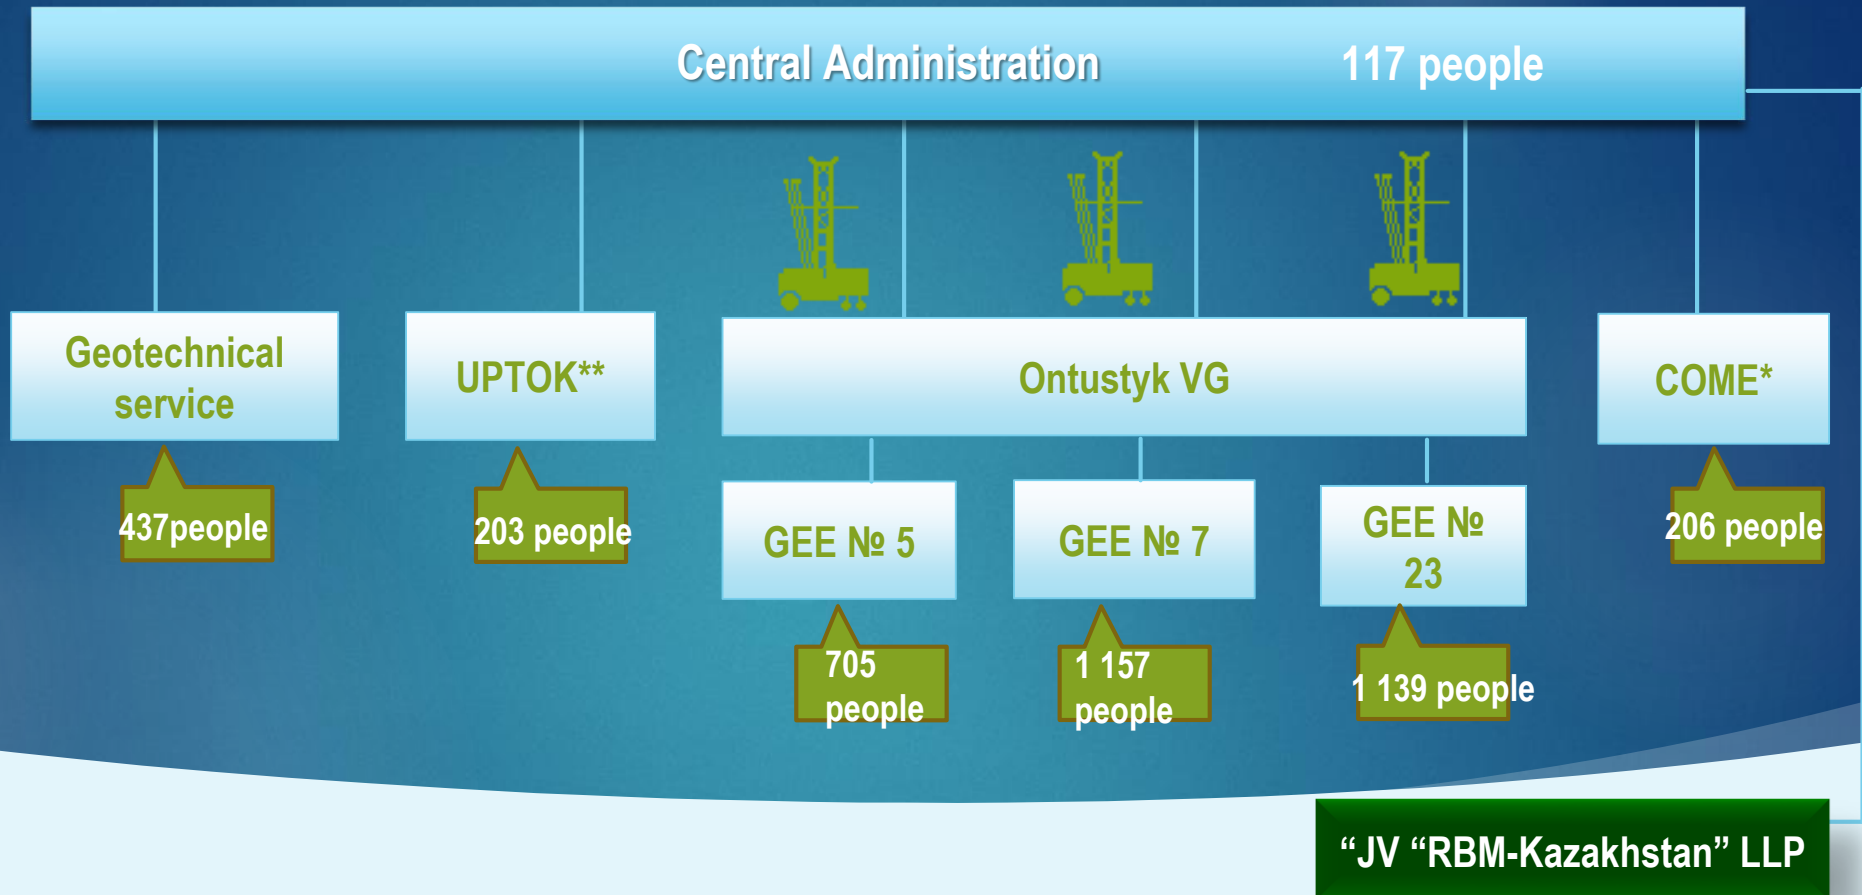 Central Administration 117 people
Geotechnical
service
UPTOK**
Ontustyk VG
COME*
437people
203 people
206 people
GEE № 5
GEE № 7
GEE №
23
705
people
1 157
people
1 139 people
“JV “RBM-Kazakhstan” LLP